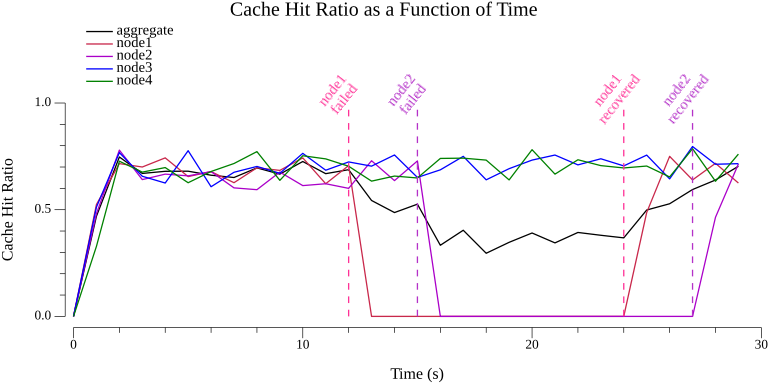 Cache Hit Ratio as a Function of Time
aggregate
node1
node2
node3
node4
node1
failed
node2
failed
node1
recovered
node2
recovered
1.0
0.5
0.0
Cache Hit Ratio
0
10
20
30
Time (s)